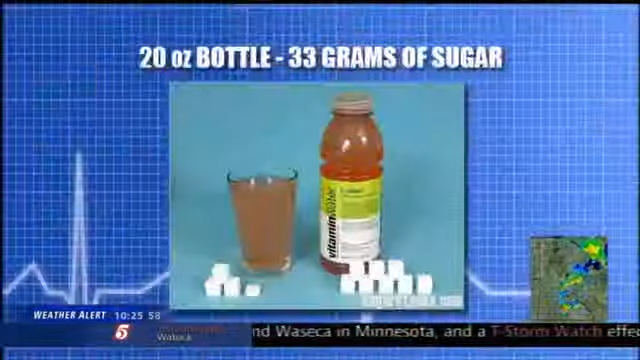 20 oz BOTTLE - 33 GRAMS OF SUGAR
vitaminwater
WEATHER ALERT 10:25 58
5
nd Waseca in Minnesota, and a T-Storm Watch effe